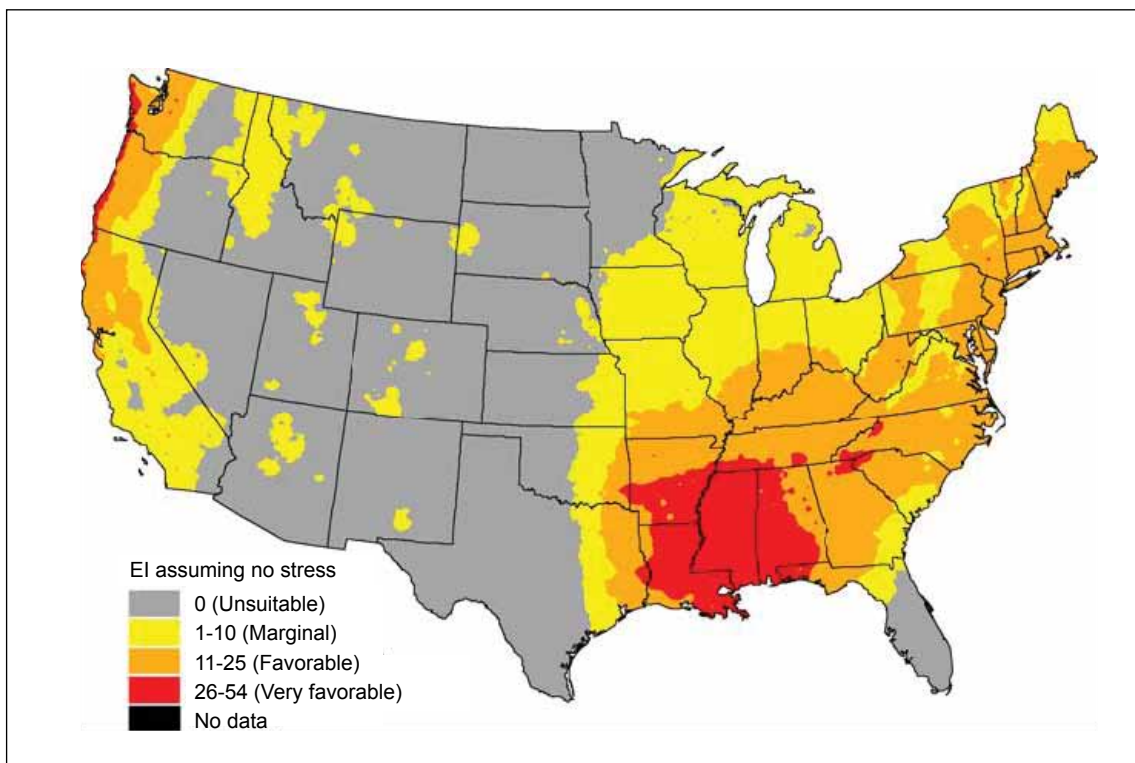 EI assuming no stress
0 (Unsuitable)
1-10 (Marginal)
11-25 (Favorable)
26-54 (Very favorable)
No data